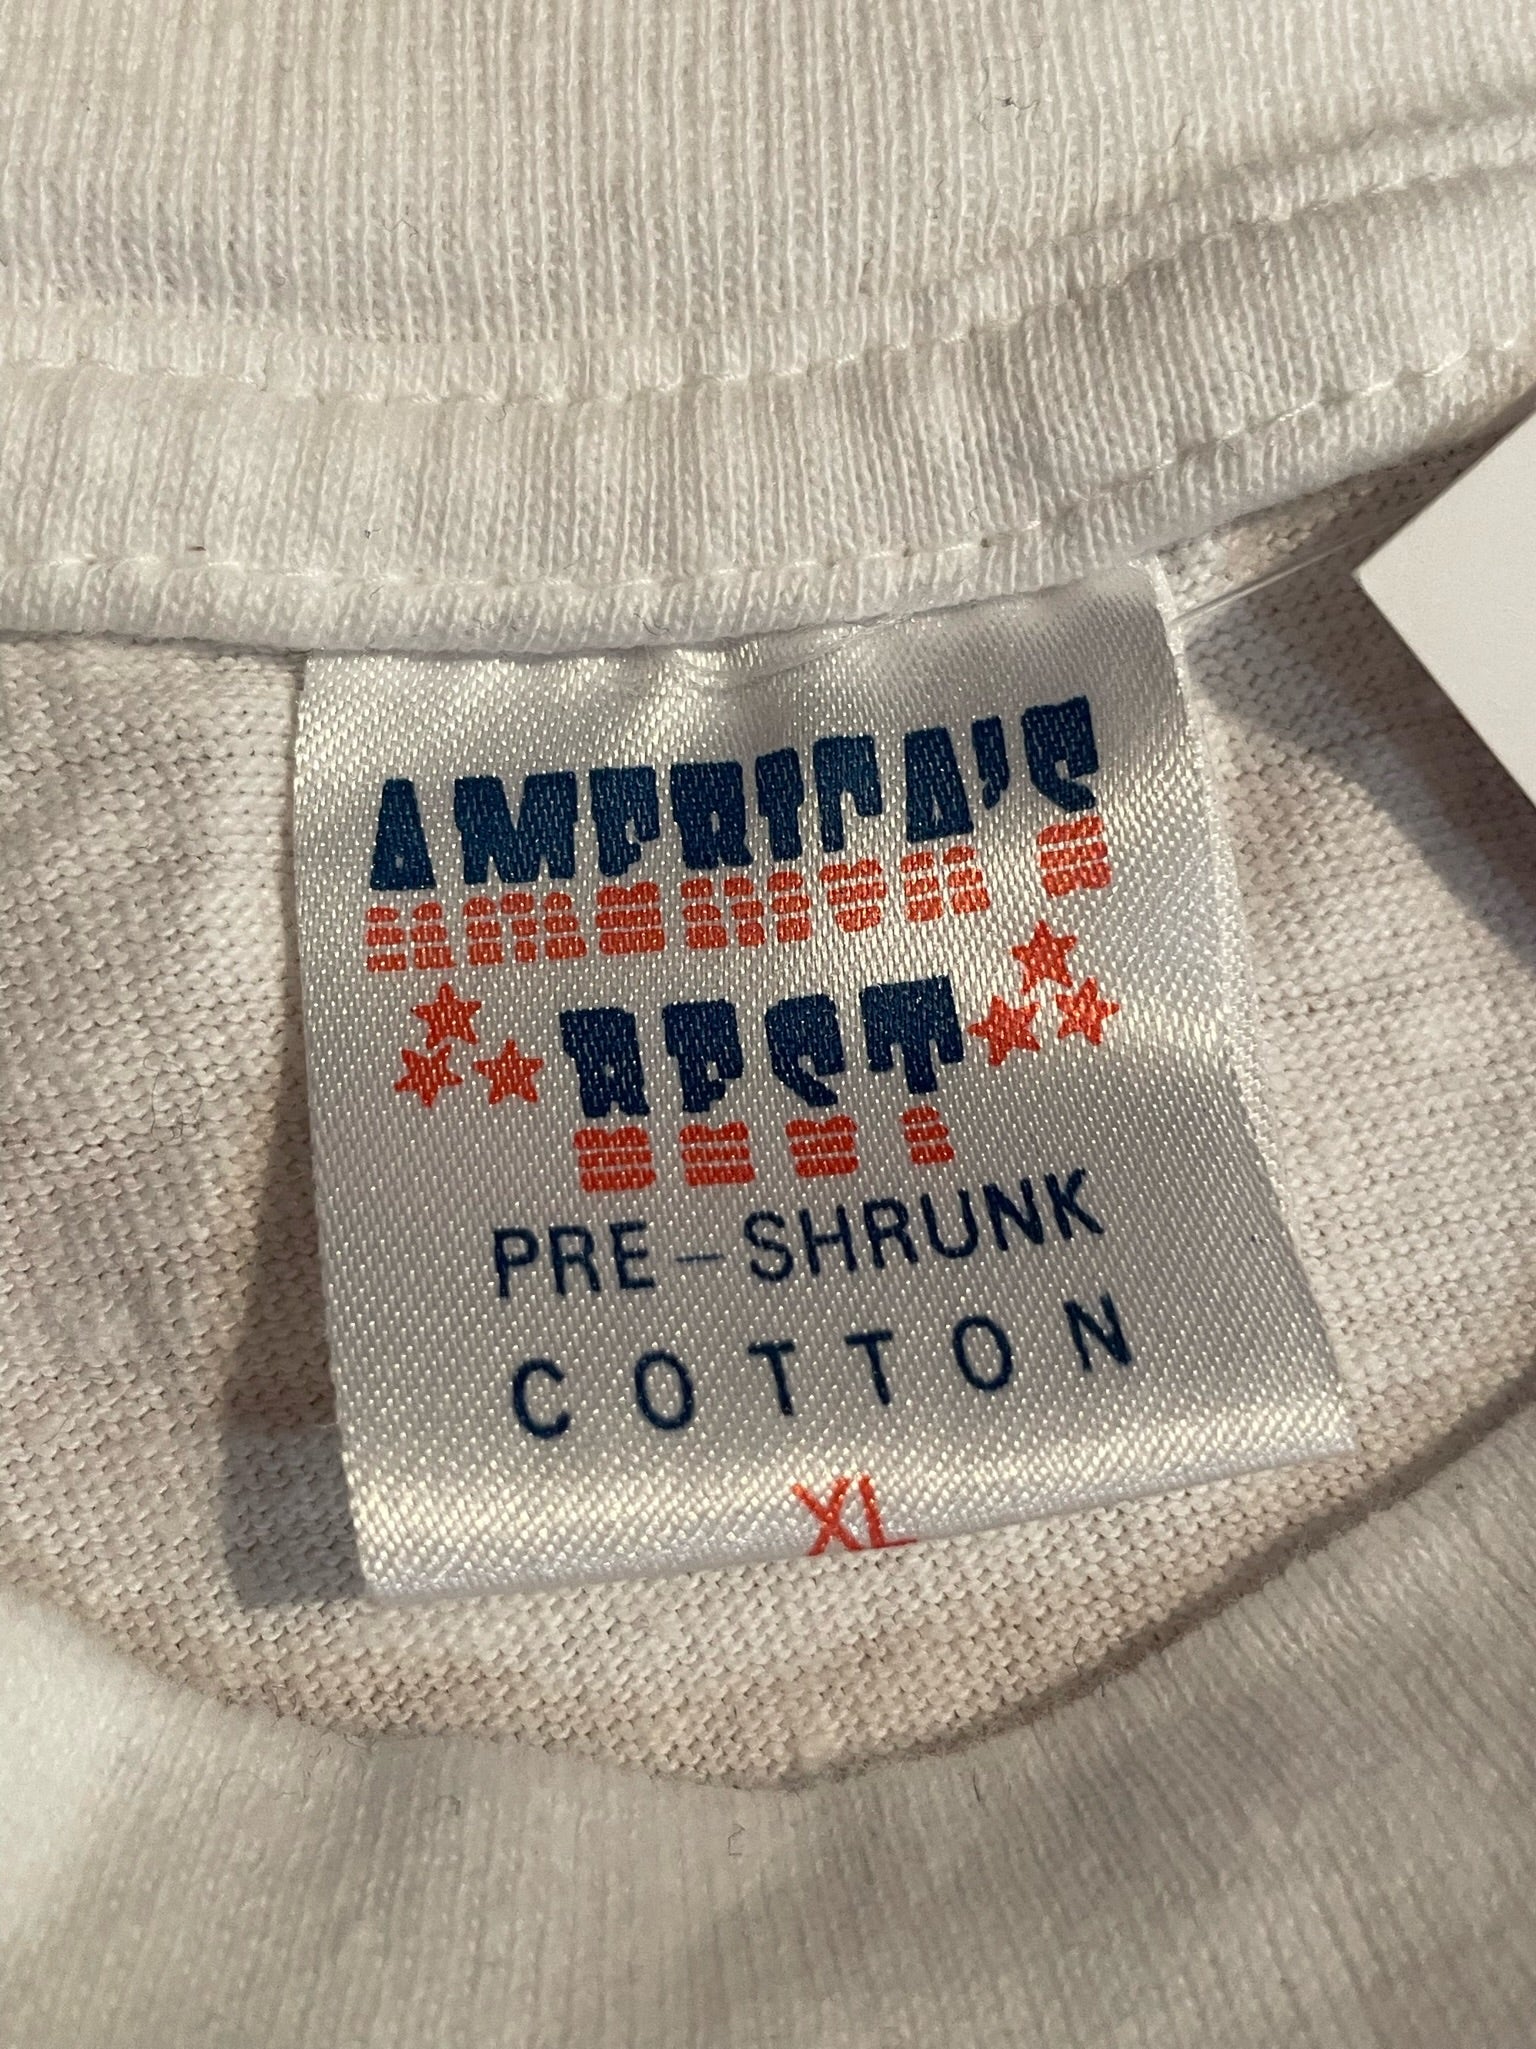 AMERICA'S
BEST
PRE-SHRUNK
COTTON
XL